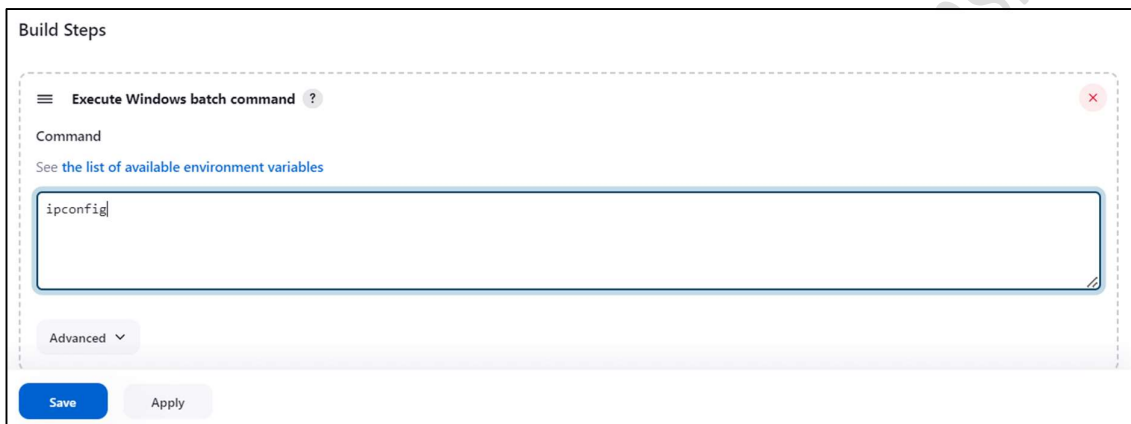 Build Steps
Execute Windows batch command ?
Command
See the list of available environment variables
ipconfig
Advanced
Save Apply